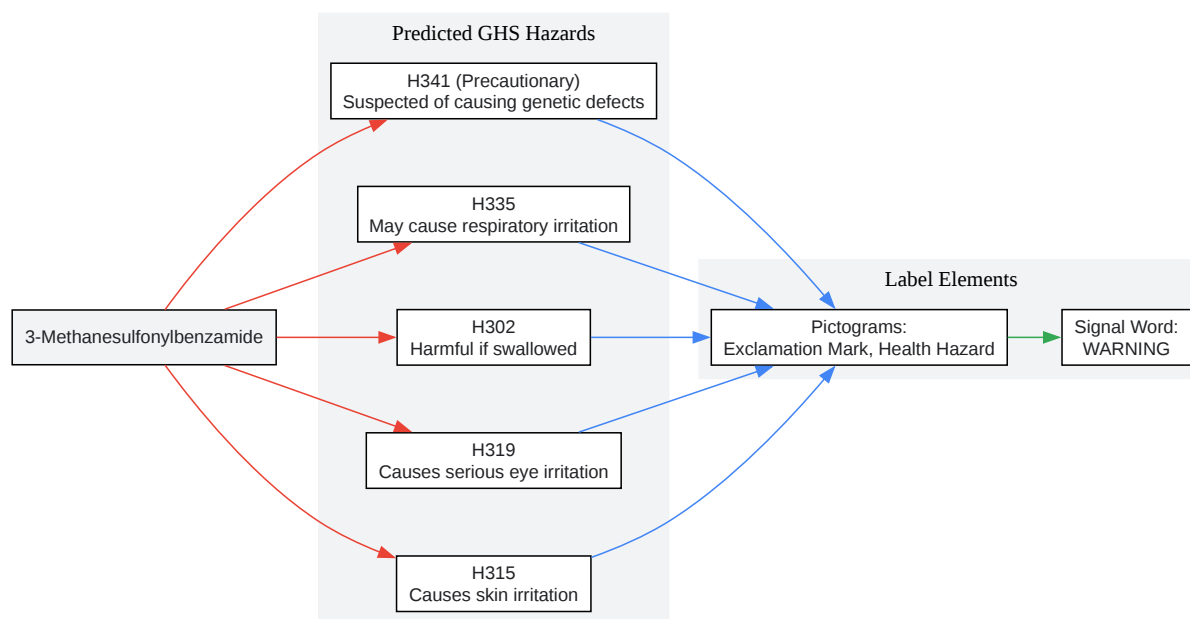 Predicted GHS Hazards
H341 (Precautionary)
Suspected of causing genetic defects
H335
May cause respiratory irritation
Label Elements
3-Methanesulfonylbenzamide
H302
Harmful if swallowed
Pictograms:
Exclamation Mark, Health Hazard
Signal Word:
WARNING
H319
Causes serious eye irritation
H315
Causes skin irritation